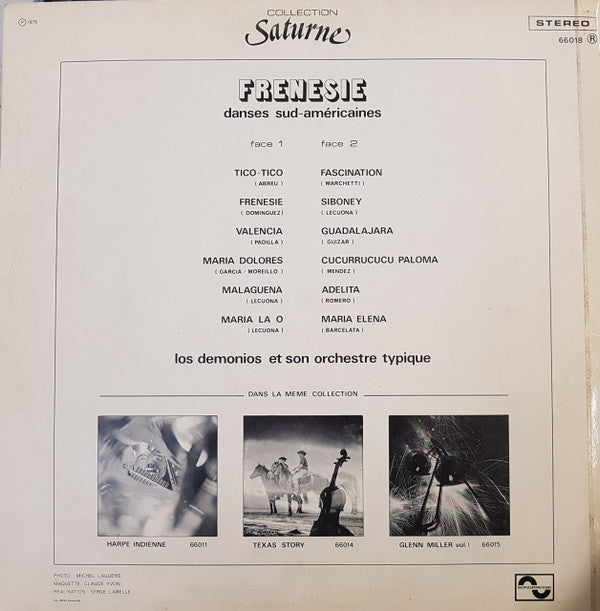 ℗ 1975
COLLECTION
Saturne
STEREO
66018 Ⓡ
FRENESIE
danses sud-américaines
face 1
TICO-TICO
( ABREU )
FRENESIE
( DOMINGUEZ)
VALENCIA
( PADILLA )
MARIA DOLORES
( GARCIA - MOREILLO )
MALAGUENA
( LECUONA )
MARIA LA O
( LECUONA )
face 2
FASCINATION
( MARCHETTI )
SIBONEY
( LECUONA )
GUADALAJARA
( GUIZAR )
CUCURRUCUCU PALOMA
( MENDEZ )
ADELITA
( ROMERO )
MARIA ELENA
( BARCELATA )
los demonios et son orchestre typique
DANS LA MEME COLLECTION
HARPE INDIENNE 66011
TEXAS STORY 66014
GLENN MILLER vol.1 66015
PHOTO : MICHEL LAGUENS
MAQUETTE : CLAUDE YVON
REALISATION : SERGE LABELLE
SONOPRESSE